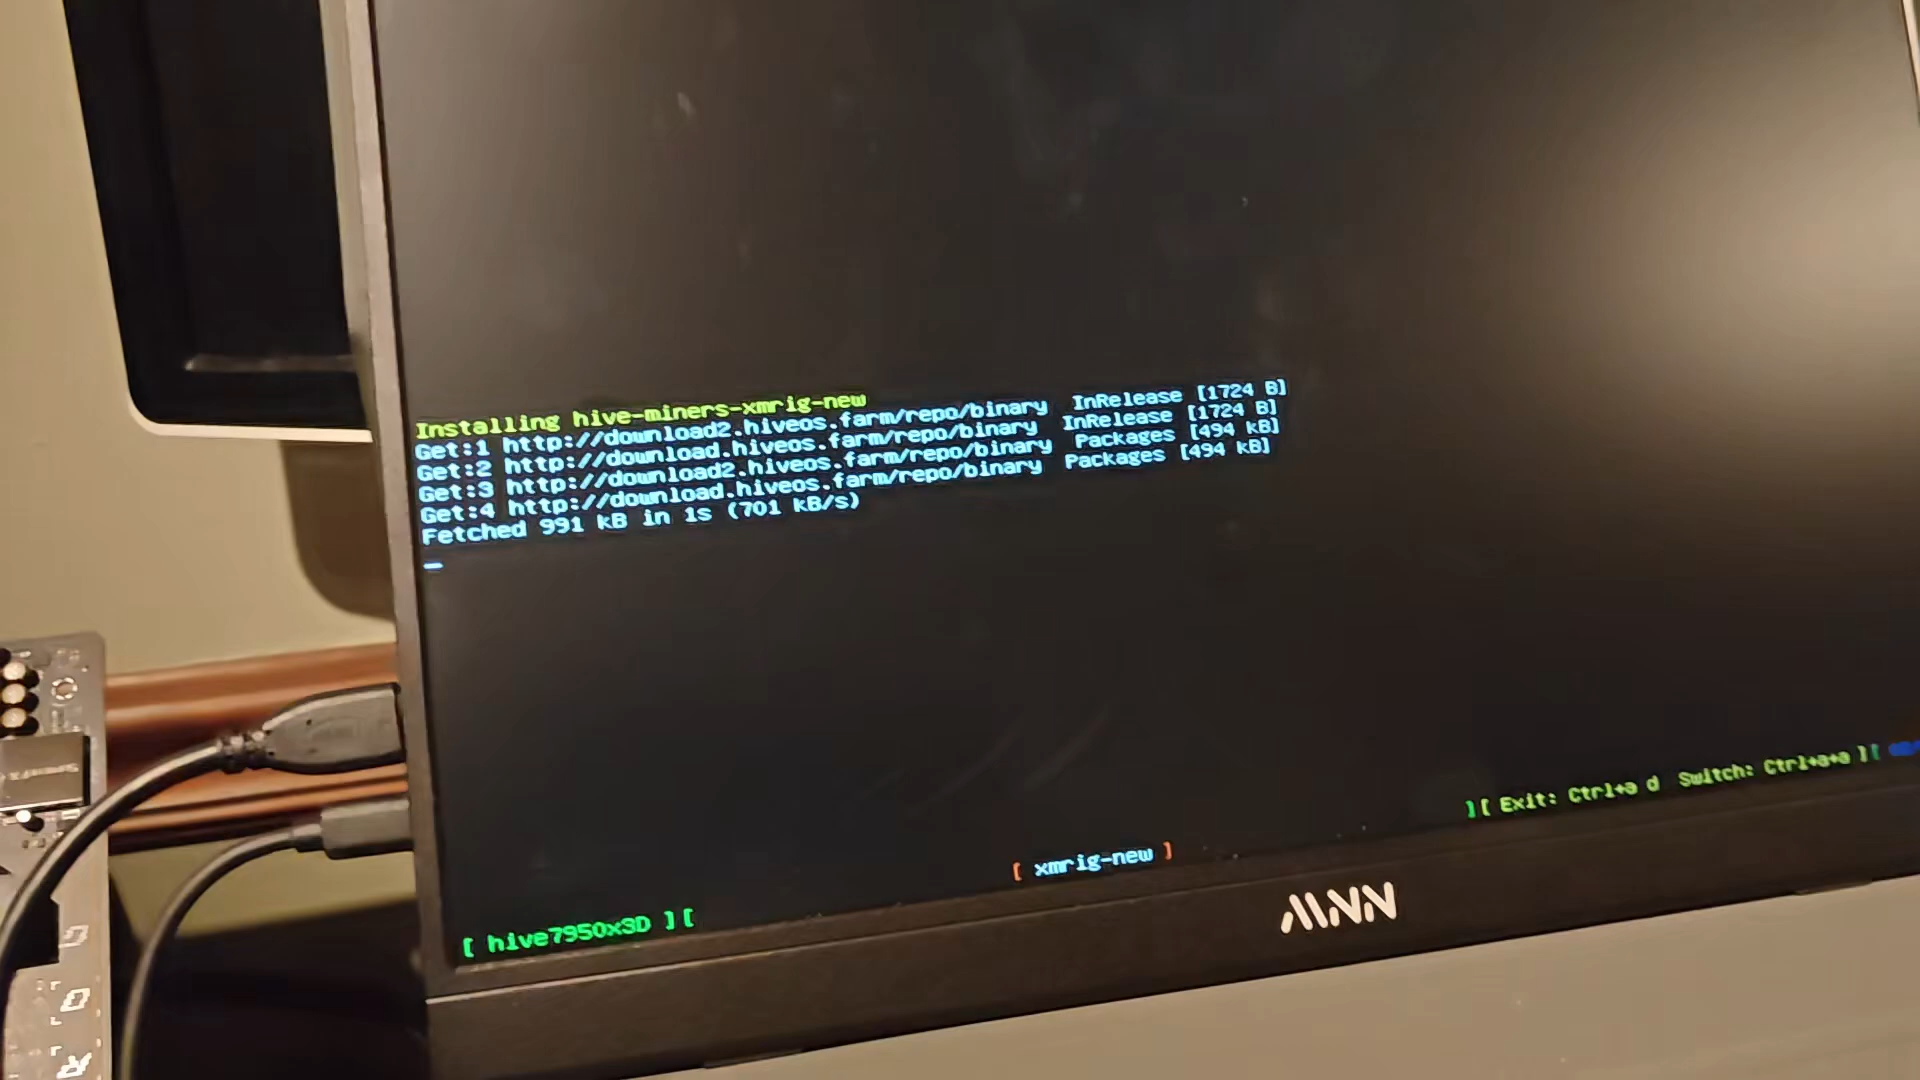 Installing hive-miners-xmrig-new
Get:1 http://download2.hiveos.farm/repo/binary InRelease [1724 B]
Get:2 http://download.hiveos.farm/repo/binary InRelease [1724 B]
Get:3 http://download2.hiveos.farm/repo/binary Packages [494 kB]
Get:4 http://download.hiveos.farm/repo/binary Packages [494 kB]
Fetched 991 kB in 1s (701 kB/s)
[ hive7950x3D ][
[ xmrig-new ]
][ Exit: Ctrl+a d Switch: Ctrl+a+a ][
MNN